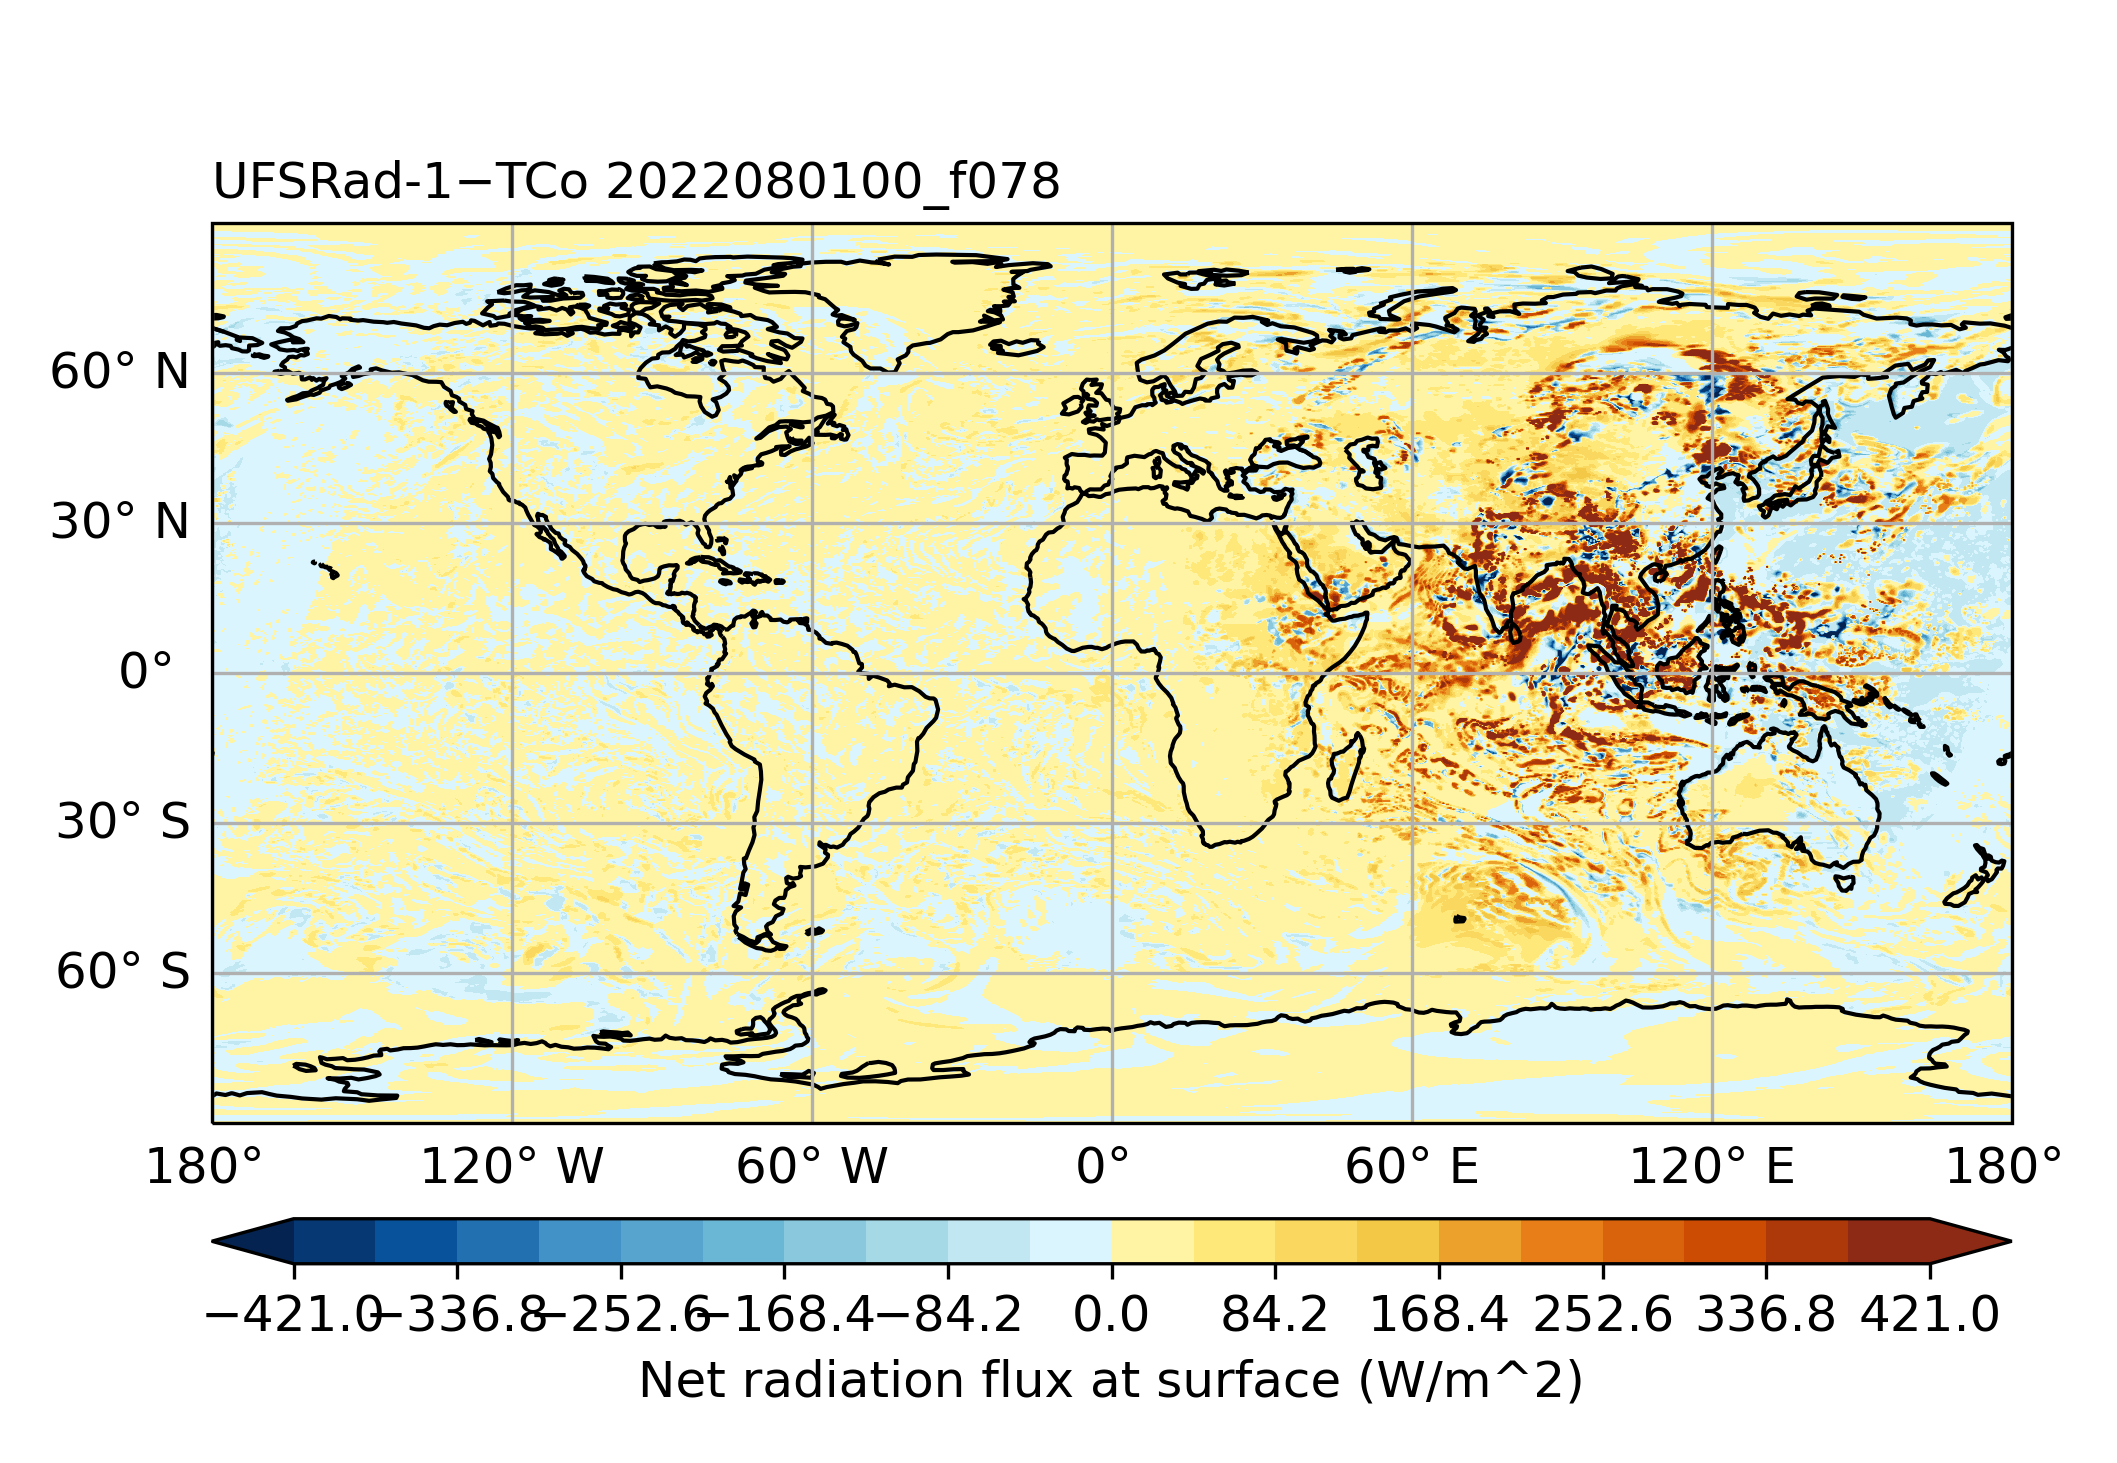 UFSRad-1−TCo 2022080100_f078
60° N
30° N
0°
30° S
60° S
180° 120° W 60° W 0° 60° E 120° E 180°
−421.0 −336.8 −252.6 −168.4 −84.2 0.0 84.2 168.4 252.6 336.8 421.0
Net radiation flux at surface (W/m^2)